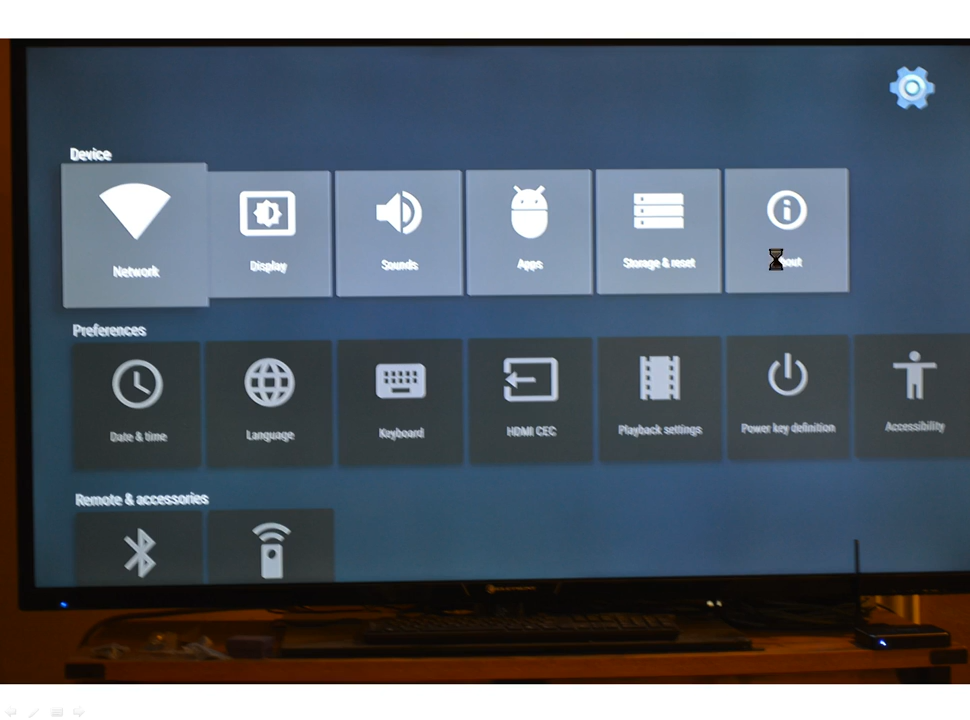 Device
Network
Display
Sounds
Apps
Storage & reset
Preferences
Date & time
Language
Keyboard
HDMI CEC
Playback settings
Power key definition
Accessibility
Remote & accessories